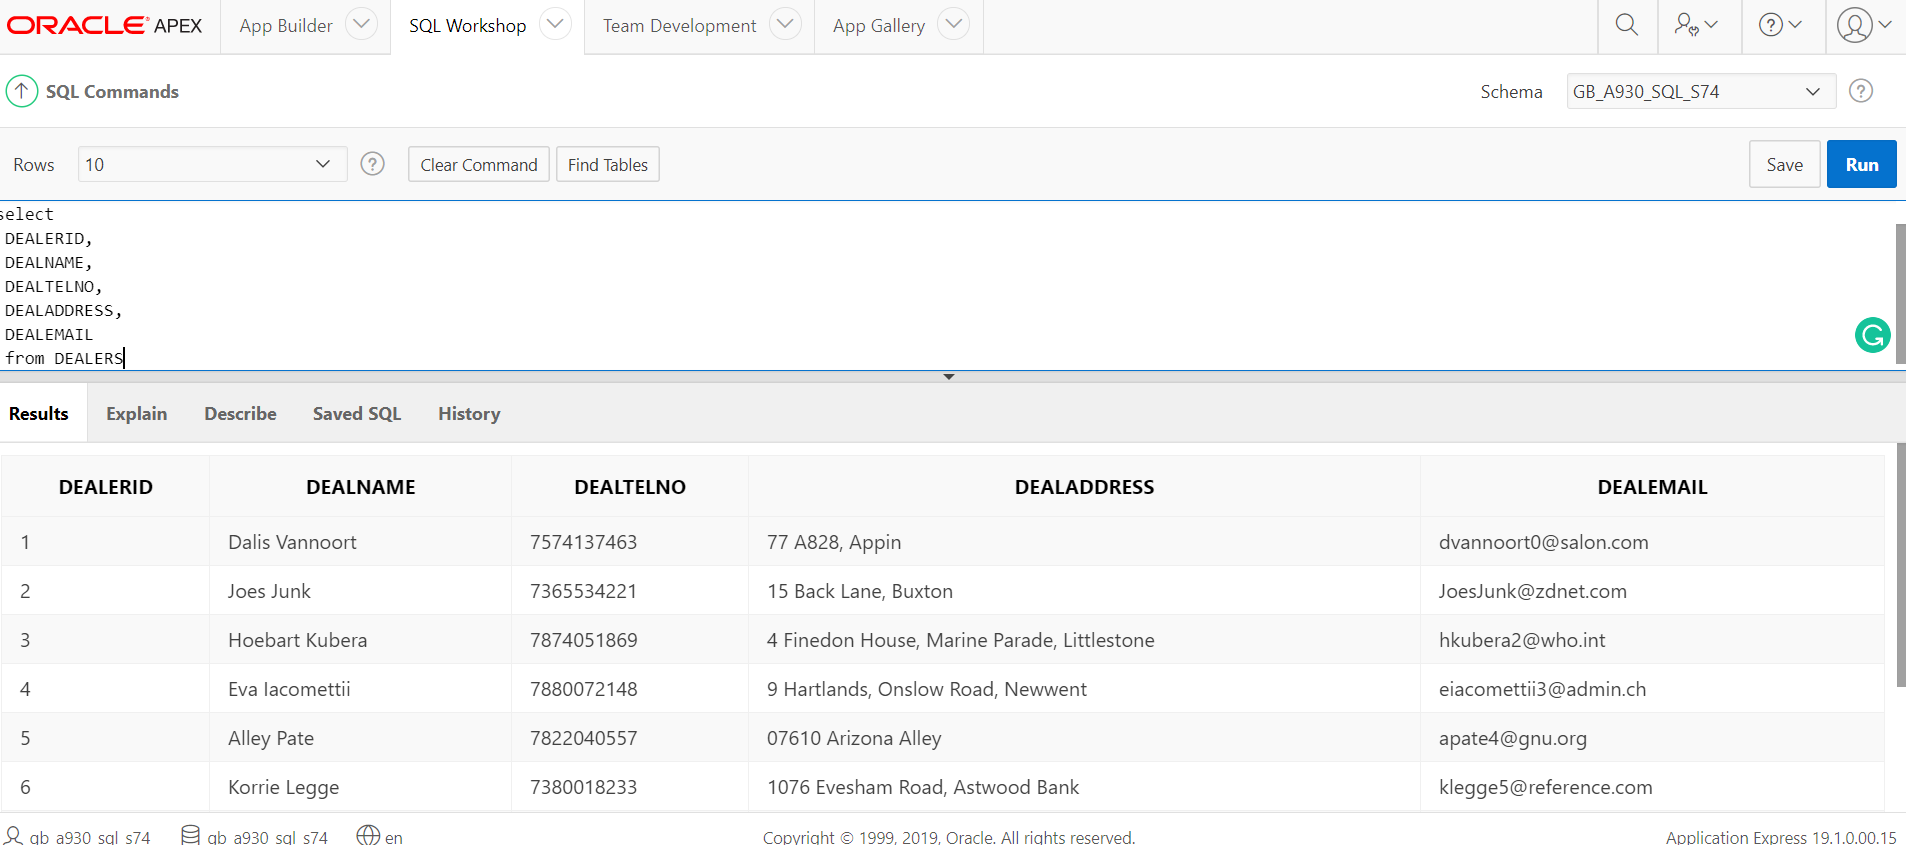 ORACLE® APEX App Builder SQL Workshop Team Development App Gallery
SQL Commands Schema GB_A930_SQL_S74
Rows 10 Clear Command Find Tables Save Run
select
DEALERID,
DEALNAME,
DEALTELNO,
DEALADDRESS,
DEALEMAIL
from DEALERS
Results Explain Describe Saved SQL History
DEALERID DEALNAME DEALTELNO DEALADDRESS DEALEMAIL
1 Dalis Vannoort 7574137463 77 A828, Appin dvannoort0@salon.com
2 Joes Junk 7365534221 15 Back Lane, Buxton JoesJunk@zdnet.com
3 Hoebart Kubera 7874051869 4 Finedon House, Marine Parade, Littlestone hkubera2@who.int
4 Eva Iacomettii 7880072148 9 Hartlands, Onslow Road, Newwent eiacomettii3@admin.ch
5 Alley Pate 7822040557 07610 Arizona Alley apate4@gnu.org
6 Korrie Legge 7380018233 1076 Evesham Road, Astwood Bank klegge5@reference.com
gb_a930_sql_s74 gb_a930_sql_s74 en Copyright © 1999, 2019, Oracle. All rights reserved. Application Express 19.1.0.00.15